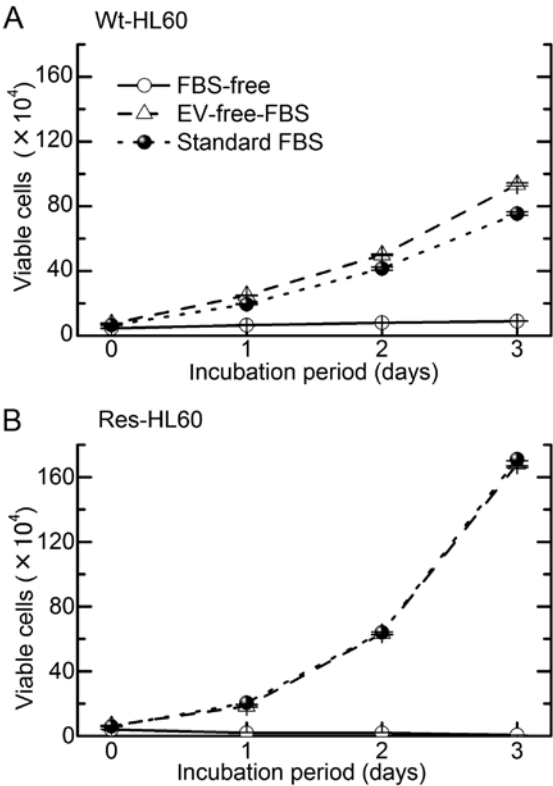 A
Wt-HL60
FBS-free
EV-free-FBS
Standard FBS
Viable cells (×10⁴)
160
120
80
40
0
0 1 2 3
Incubation period (days)
B
Res-HL60
Viable cells (×10⁴)
160
120
80
40
0
0 1 2 3
Incubation period (days)